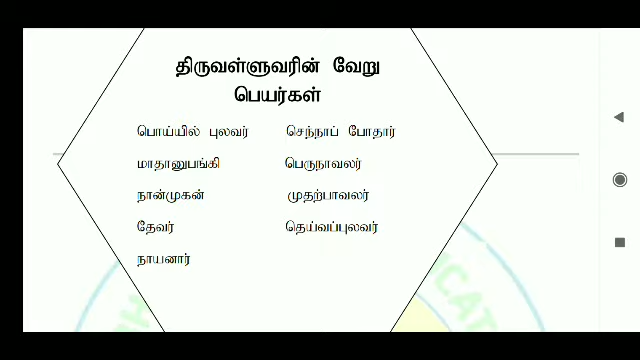 திருவள்ளுவரின் வேறு
பெயர்கள்
பொய்யில் புலவர் செந்நாப் போதார்
மாதானுபங்கி பெருநாவலர்
நான்முகன் முதற்பாவலர்
தேவர் தெய்வப்புலவர்
நாயனார்